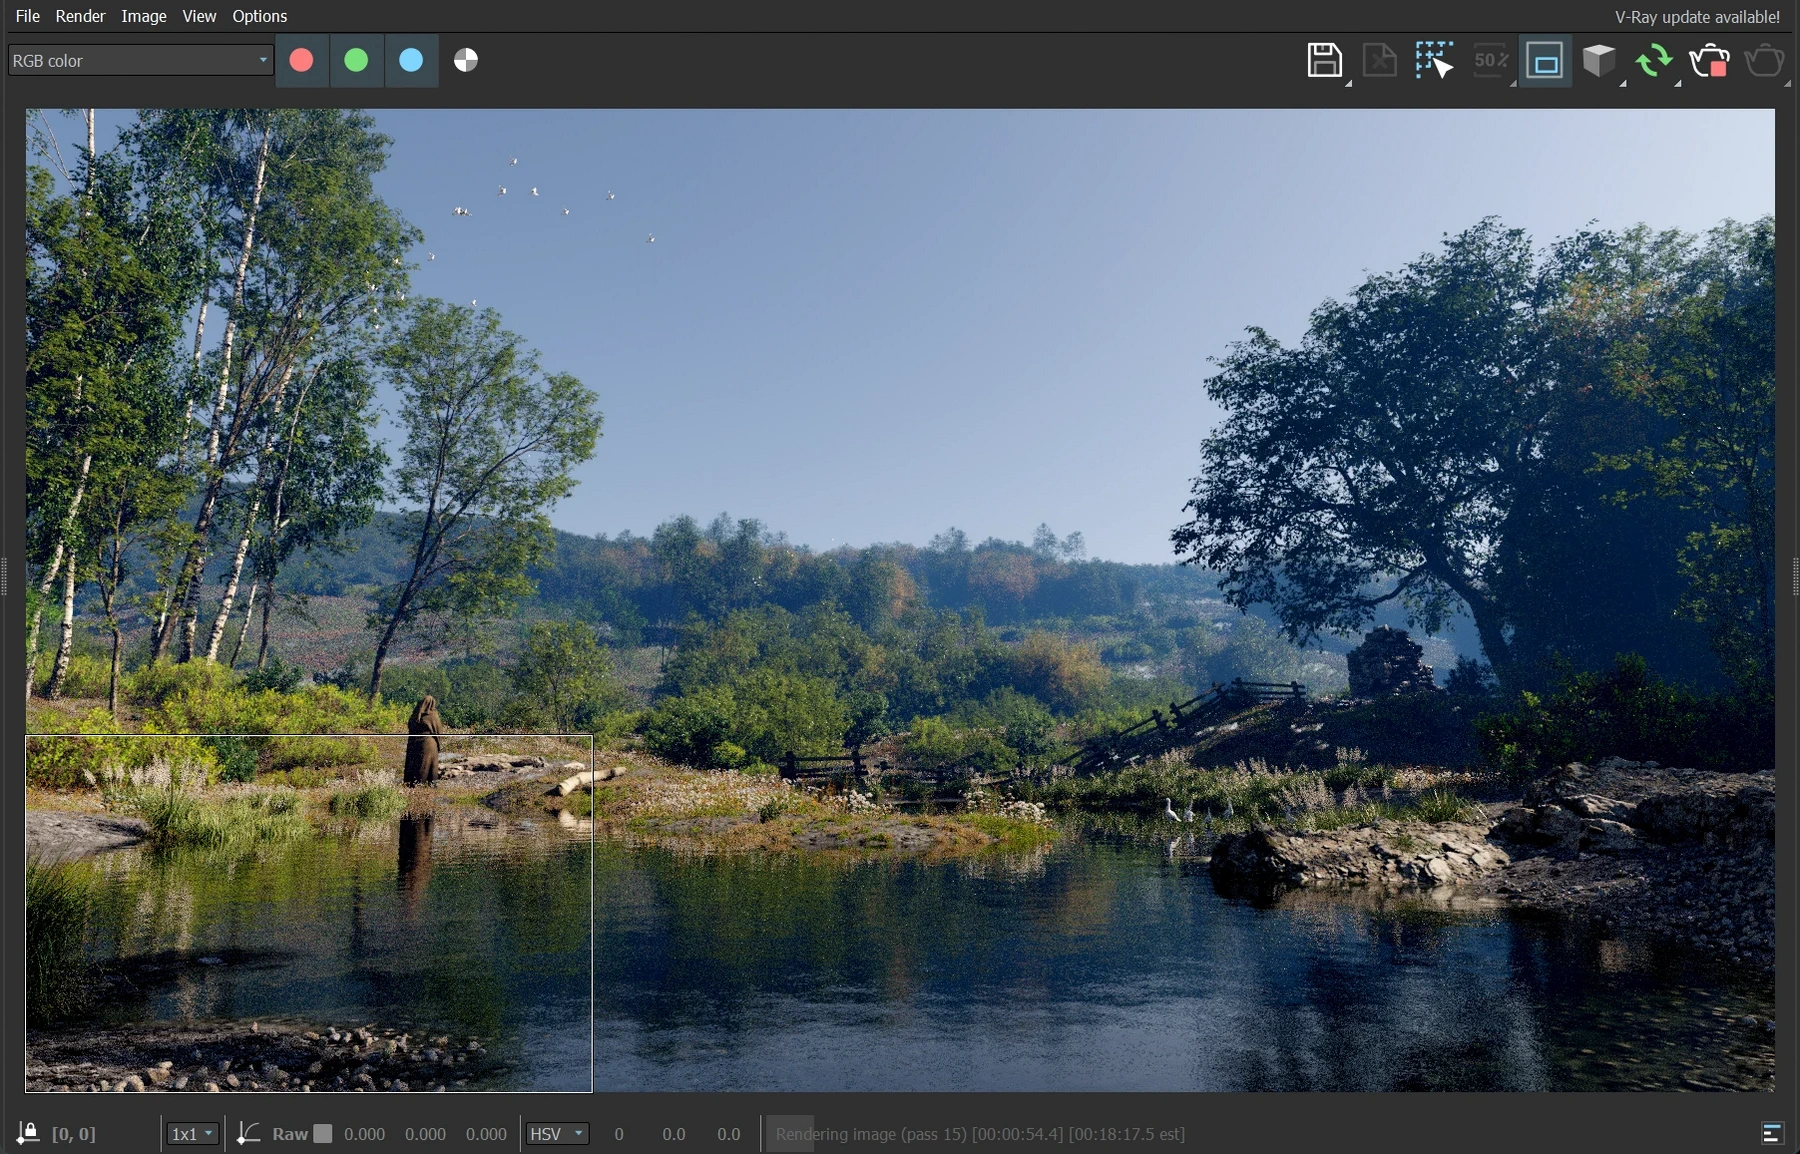 File Render Image View Options V-Ray update available!
RGB color 50%
[0, 0] 1x1 Raw 0.000 0.000 0.000 HSV 0 0.0 0.0 Rendering image (pass 15) [00:00:54.4] [00:18:17.5 est]